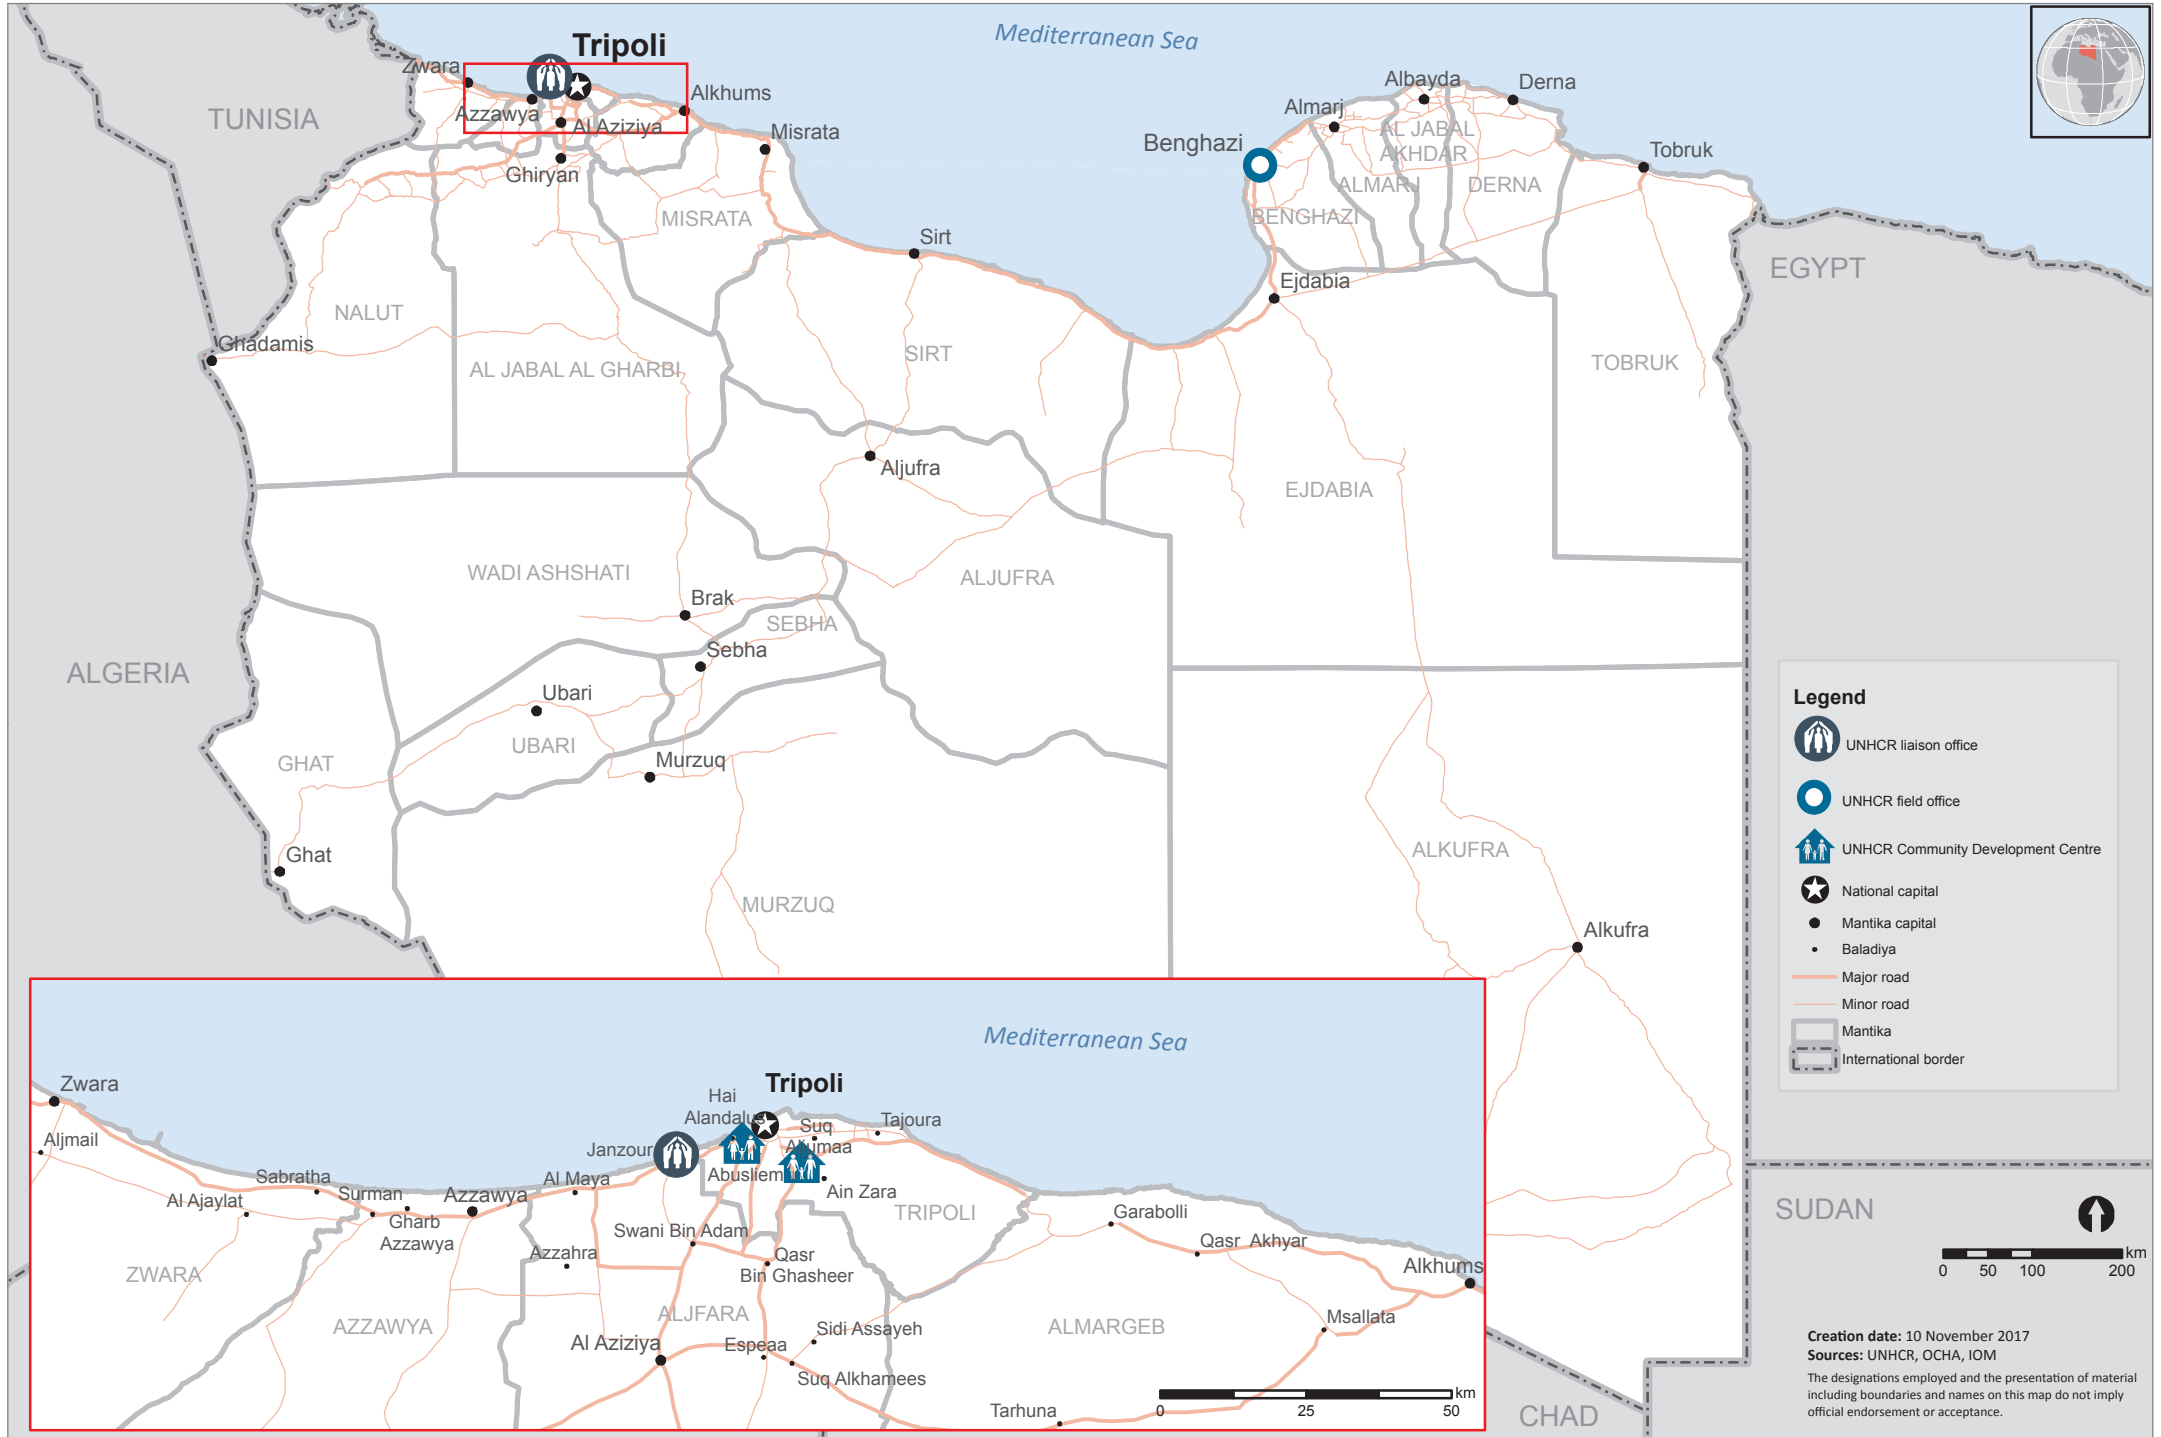 Mediterranean Sea
Tripoli
Zwara
Azzawya
Al Aziziya
Alkhums
Misrata
Ghiryan
TUNISIA
Albayda
Derna
Almarj
Benghazi
AL JABAL
AKHDAR
Tobruk
ALMARJ
DERNA
BENGHAZI
MISRATA
Sirt
EGYPT
Ejdabia
NALUT
Ghadamis
AL JABAL AL GHARBI
SIRT
TOBRUK
Aljufra
EJDABIA
WADI ASHSHATI
ALJUFRA
Brak
SEBHA
Sebha
ALGERIA
Ubari
UBARI
GHAT
Murzuq
Ghat
MURZUQ
ALKUFRA
Alkufra
Legend
UNHCR liaison office
UNHCR field office
UNHCR Community Development Centre
National capital
Mantika capital
Baladiya
Major road
Minor road
Mantika
International border
Mediterranean Sea
Tripoli
Zwara
Aljmail
Hai
Alandalus
Suq
Aljumaa
Tajoura
Janzour
Abusliem
Ain Zara
Sabratha
Surman
Al Ajaylat
Gharb
Azzawya
Azzawya
Al Maya
TRIPOLI
Garabolli
Swani Bin Adam
Azzahra
Qasr
Bin Ghasheer
Qasr Akhyar
Alkhums
ZWARA
AZZAWYA
ALJFARA
ALMARGEB
Msallata
Al Aziziya
Espeaa
Sidi Assayeh
Suq Alkhamees
Tarhuna
km
0 25 50
SUDAN
CHAD
km
0 50 100 200
Creation date: 10 November 2017
Sources: UNHCR, OCHA, IOM
The designations employed and the presentation of material
including boundaries and names on this map do not imply
official endorsement or acceptance.